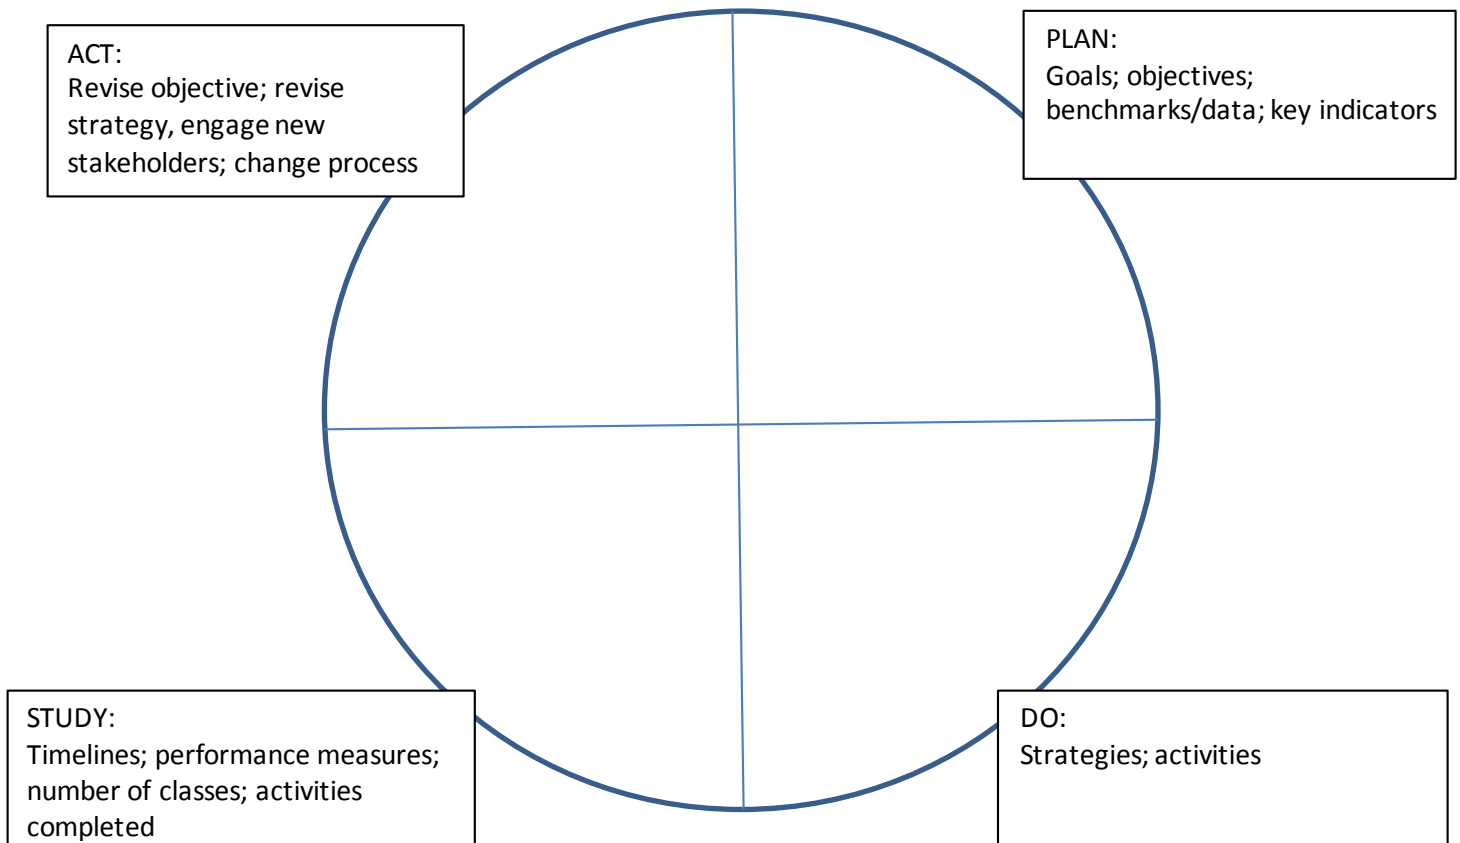 ACT:
Revise objective; revise
strategy, engage new
stakeholders; change process
PLAN:
Goals; objectives;
benchmarks/data; key indicators
STUDY:
Timelines; performance measures;
number of classes; activities
completed
DO:
Strategies; activities